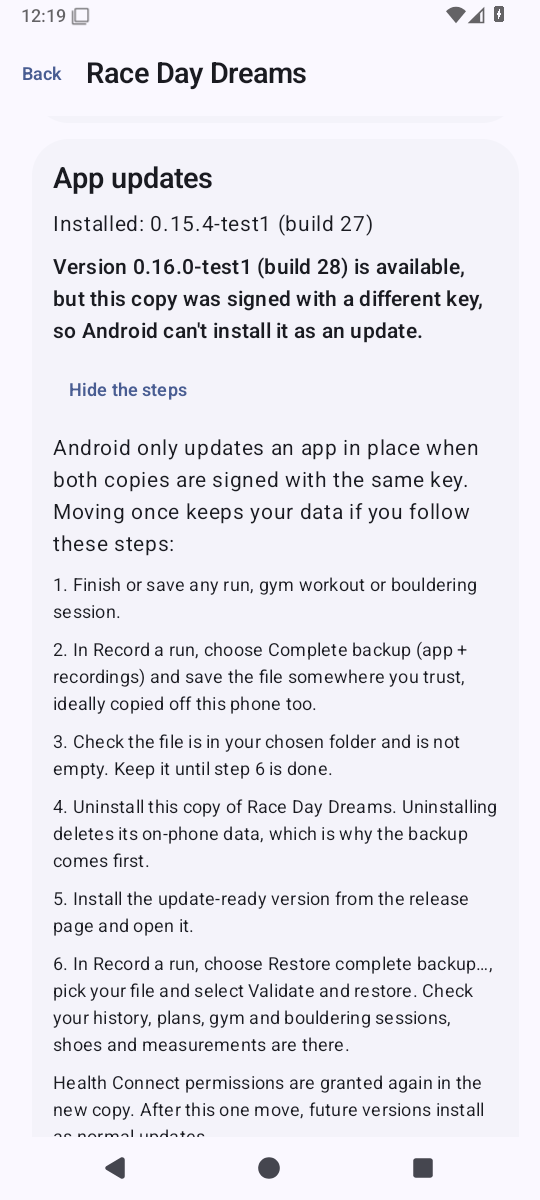 12:19
Back
Race Day Dreams
App updates
Installed: 0.15.4-test1 (build 27)
Version 0.16.0-test1 (build 28) is available,
but this copy was signed with a different key,
so Android can't install it as an update.
Hide the steps
Android only updates an app in place when
both copies are signed with the same key.
Moving once keeps your data if you follow
these steps:
1. Finish or save any run, gym workout or bouldering
session.
2. In Record a run, choose Complete backup (app +
recordings) and save the file somewhere you trust,
ideally copied off this phone too.
3. Check the file is in your chosen folder and is not
empty. Keep it until step 6 is done.
4. Uninstall this copy of Race Day Dreams. Uninstalling
deletes its on-phone data, which is why the backup
comes first.
5. Install the update-ready version from the release
page and open it.
6. In Record a run, choose Restore complete backup…,
pick your file and select Validate and restore. Check
your history, plans, gym and bouldering sessions,
shoes and measurements are there.
Health Connect permissions are granted again in the
new copy. After this one move, future versions install
as normal updates.